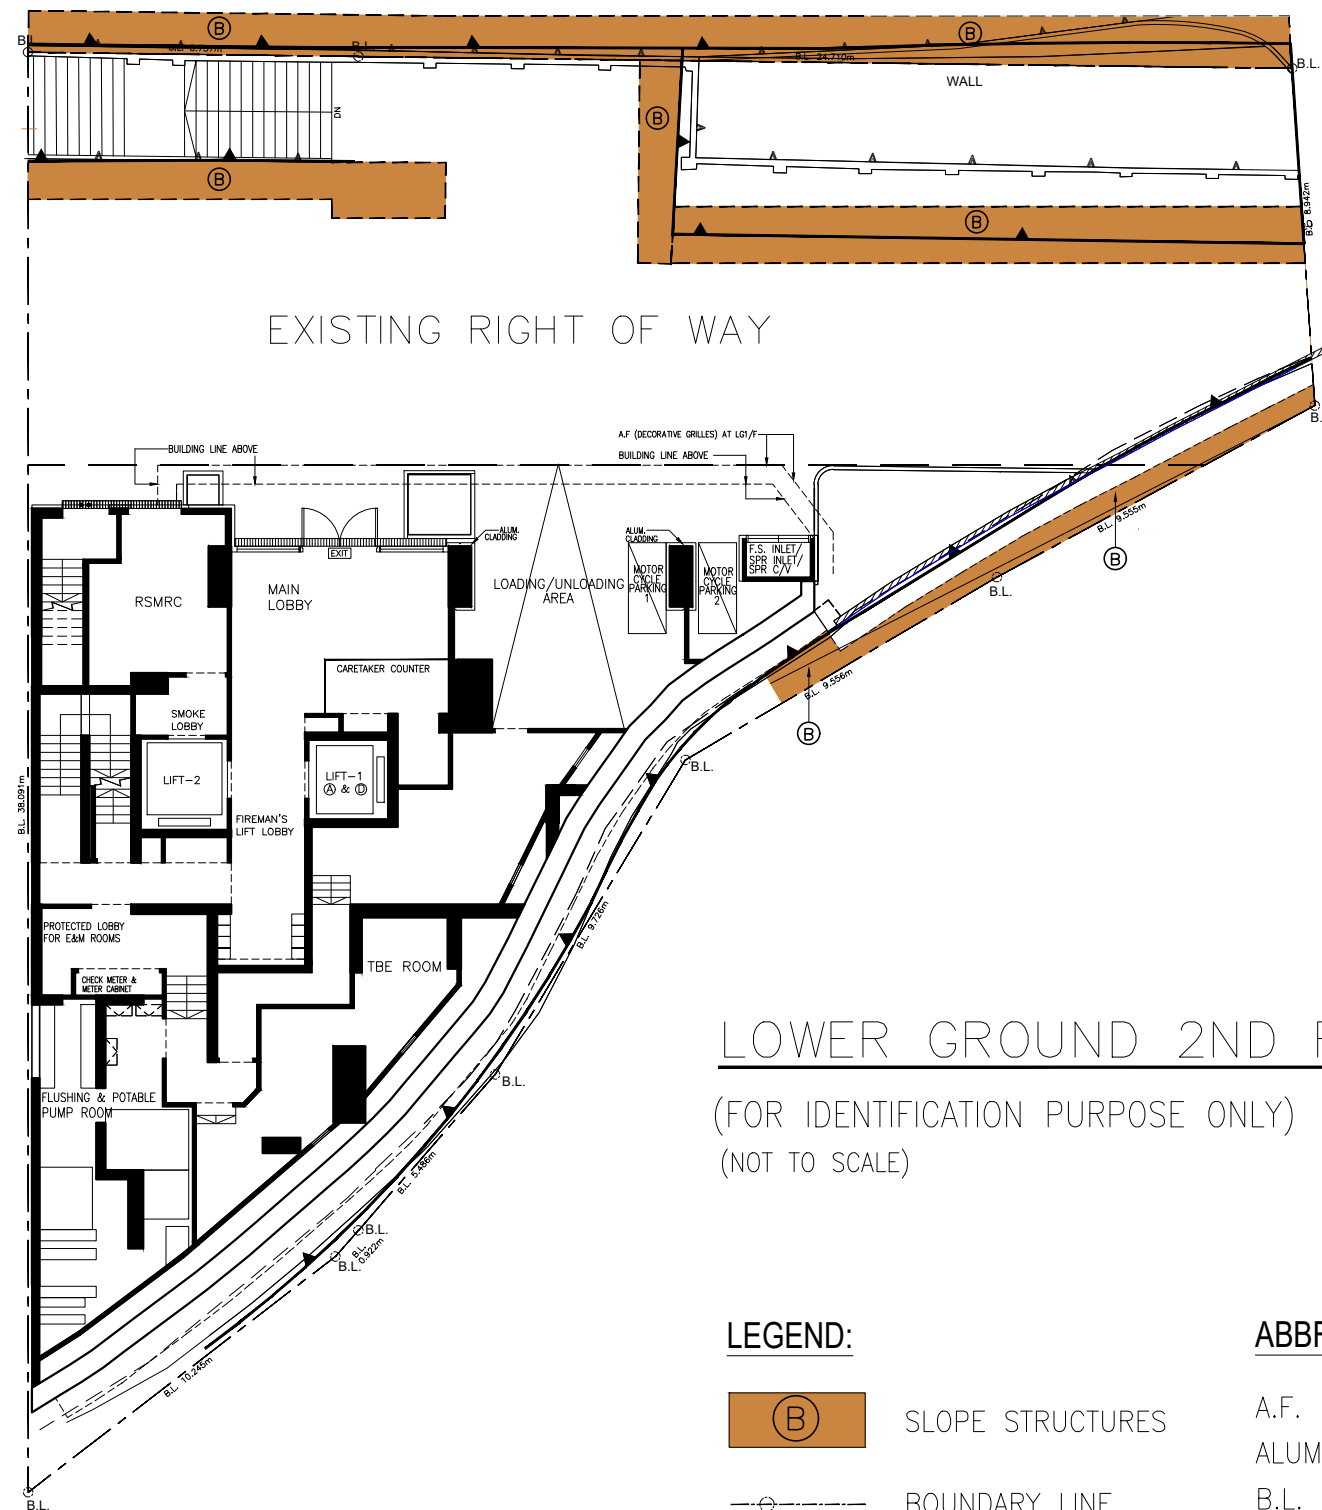 B.L.
B.L. 8.737m
B.L.
B
B
B.L. 24.710m
B.L.
WALL
DN
B
B
B
B.L. 8.942m
EXISTING RIGHT OF WAY
B.L.
BUILDING LINE ABOVE
A.F (DECORATIVE GRILLES) AT LG1/F
BUILDING LINE ABOVE
B.L. 9.555m
B
B.L.
ALUM.
CLADDING
ALUM.
CLADDING
EXIT
F.S. INLET/
SPR INLET/
SPR C/V
MOTOR
CYCLE
PARKING
1
MOTOR
CYCLE
PARKING
2
LOADING/UNLOADING
AREA
RSMRC
MAIN
LOBBY
CARETAKER COUNTER
B.L. 9.556m
B
SMOKE
LOBBY
LIFT-2
LIFT-1
A & D
B.L.
B.L. 38.091m
FIREMAN'S
LIFT LOBBY
PROTECTED LOBBY
FOR E&M ROOMS
B.L. 9.726m
TBE ROOM
CHECK METER &
METER CABINET
LOWER GROUND 2ND
B.L.
FLUSHING & POTABLE
PUMP ROOM
(FOR IDENTIFICATION PURPOSE ONLY)
(NOT TO SCALE)
B.L. 5.486m
B.L.
B.L.
0.922m
B.L.
B.L. 10.245m
LEGEND:
B
SLOPE STRUCTURES
BOUNDARY LINE
A.F.
ALUM
B.L.
B.L.